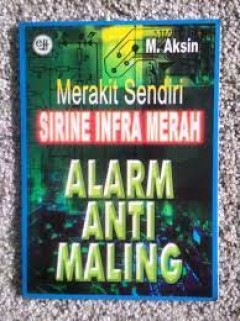 M. Aksin
Merakit Sendiri
SIRINE INFRA MERAH
ALARM
ANTI
MALING